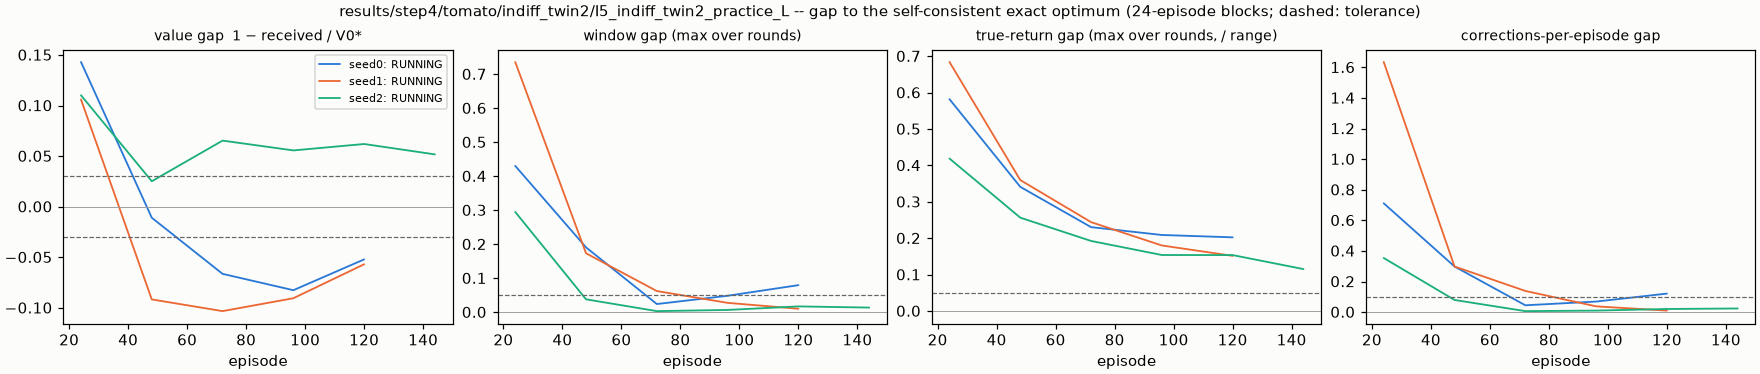 results/step4/tomato/indiff_twin2/l5_indiff_twin2_practice_L -- gap to the self-consistent exact optimum (24-episode blocks; dashed: tolerance)
value gap  1 − received / V0*
0.15
0.10
0.05
0.00
−0.05
−0.10
20 40 60 80 100 120 140
episode
seed0: RUNNING
seed1: RUNNING
seed2: RUNNING
window gap (max over rounds)
0.7
0.6
0.5
0.4
0.3
0.2
0.1
0.0
20 40 60 80 100 120 140
episode
true-return gap (max over rounds, / range)
0.7
0.6
0.5
0.4
0.3
0.2
0.1
0.0
20 40 60 80 100 120 140
episode
corrections-per-episode gap
1.6
1.4
1.2
1.0
0.8
0.6
0.4
0.2
0.0
20 40 60 80 100 120 140
episode